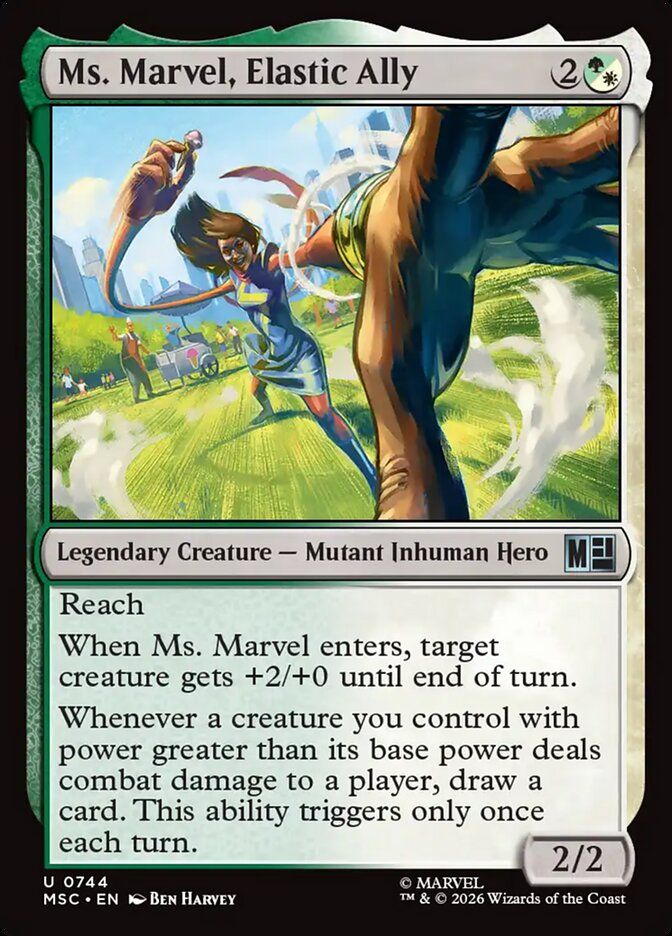 Ms. Marvel, Elastic Ally
2
Legendary Creature — Mutant Inhuman Hero
Reach
When Ms. Marvel enters, target
creature gets +2/+0 until end of turn.
Whenever a creature you control with
power greater than its base power deals
combat damage to a player, draw a
card. This ability triggers only once
each turn.
2/2
U 0744
MSC • EN Ben Harvey
© MARVEL
™ & © 2026 Wizards of the Coast